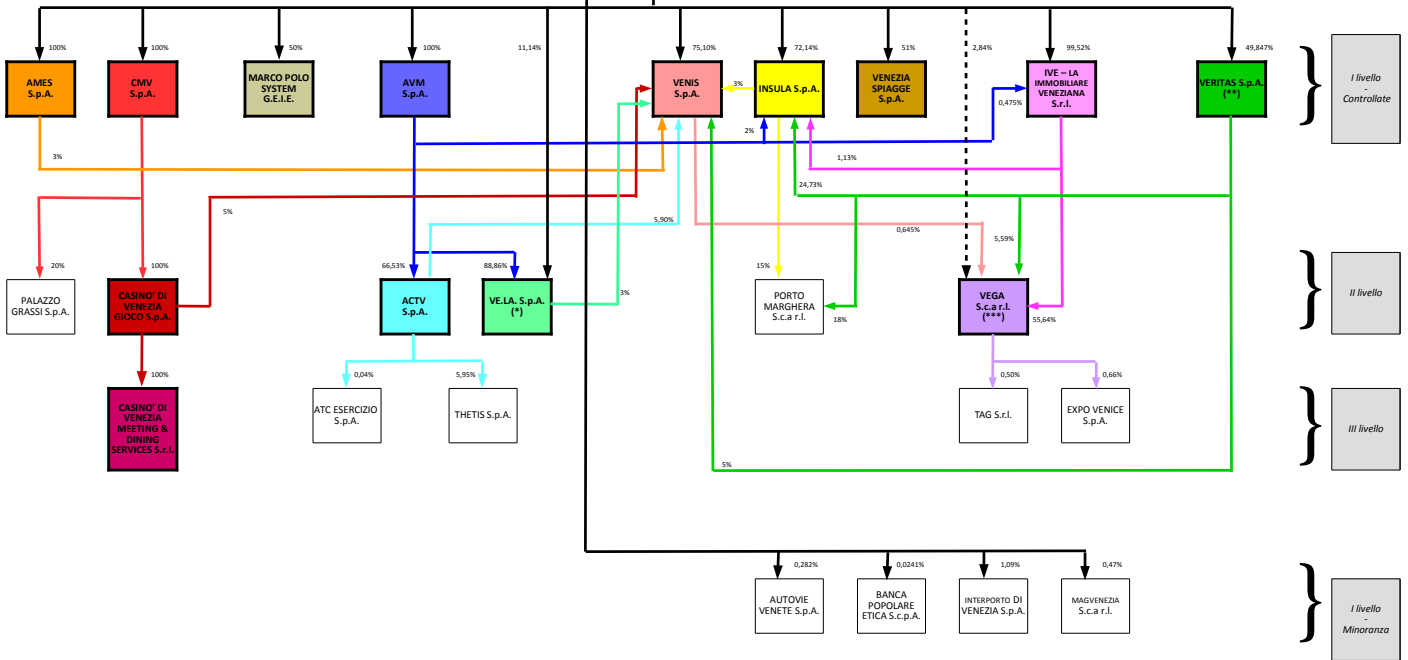 100%
100%
50%
100%
11,14%
75,10%
72,14%
51%
2,84%
99,52%
49,847%
AMES
S.p.A.
CMV
S.p.A.
MARCO POLO
SYSTEM
G.E.I.E.
AVM
S.p.A.
VENIS
S.p.A.
3%
INSULA S.p.A.
VENEZIA
SPIAGGE
S.p.A.
IVE – LA
IMMOBILIARE
VENEZIANA
S.r.l.
VERITAS S.p.A.
(**)
I livello
-
Controllate
0,475%
2%
3%
1,13%
24,73%
5%
5,90%
0,645%
5,59%
20%
100%
66,53%
88,86%
15%
PALAZZO
GRASSI S.p.A.
CASINO' DI
VENEZIA
GIOCO S.p.A.
ACTV
S.p.A.
VE.LA. S.p.A.
(*)
3%
PORTO
MARGHERA
S.c.a r.l.
18%
VEGA
S.c.a r.l.
(***)
55,64%
II livello
100%
0,04%
5,95%
0,50%
0,66%
CASINO' DI
VENEZIA
MEETING &
DINING
SERVICES S.r.l.
ATC ESERCIZIO
S.p.A.
THETIS S.p.A.
TAG S.r.l.
EXPO VENICE
S.p.A.
III livello
5%
0,282%
0,0241%
1,09%
0,47%
AUTOVIE
VENETE S.p.A.
BANCA
POPOLARE
ETICA S.c.p.A.
INTERPORTO DI
VENEZIA S.p.A.
MAGVENEZIA
S.c.a r.l.
I livello
-
Minoranza